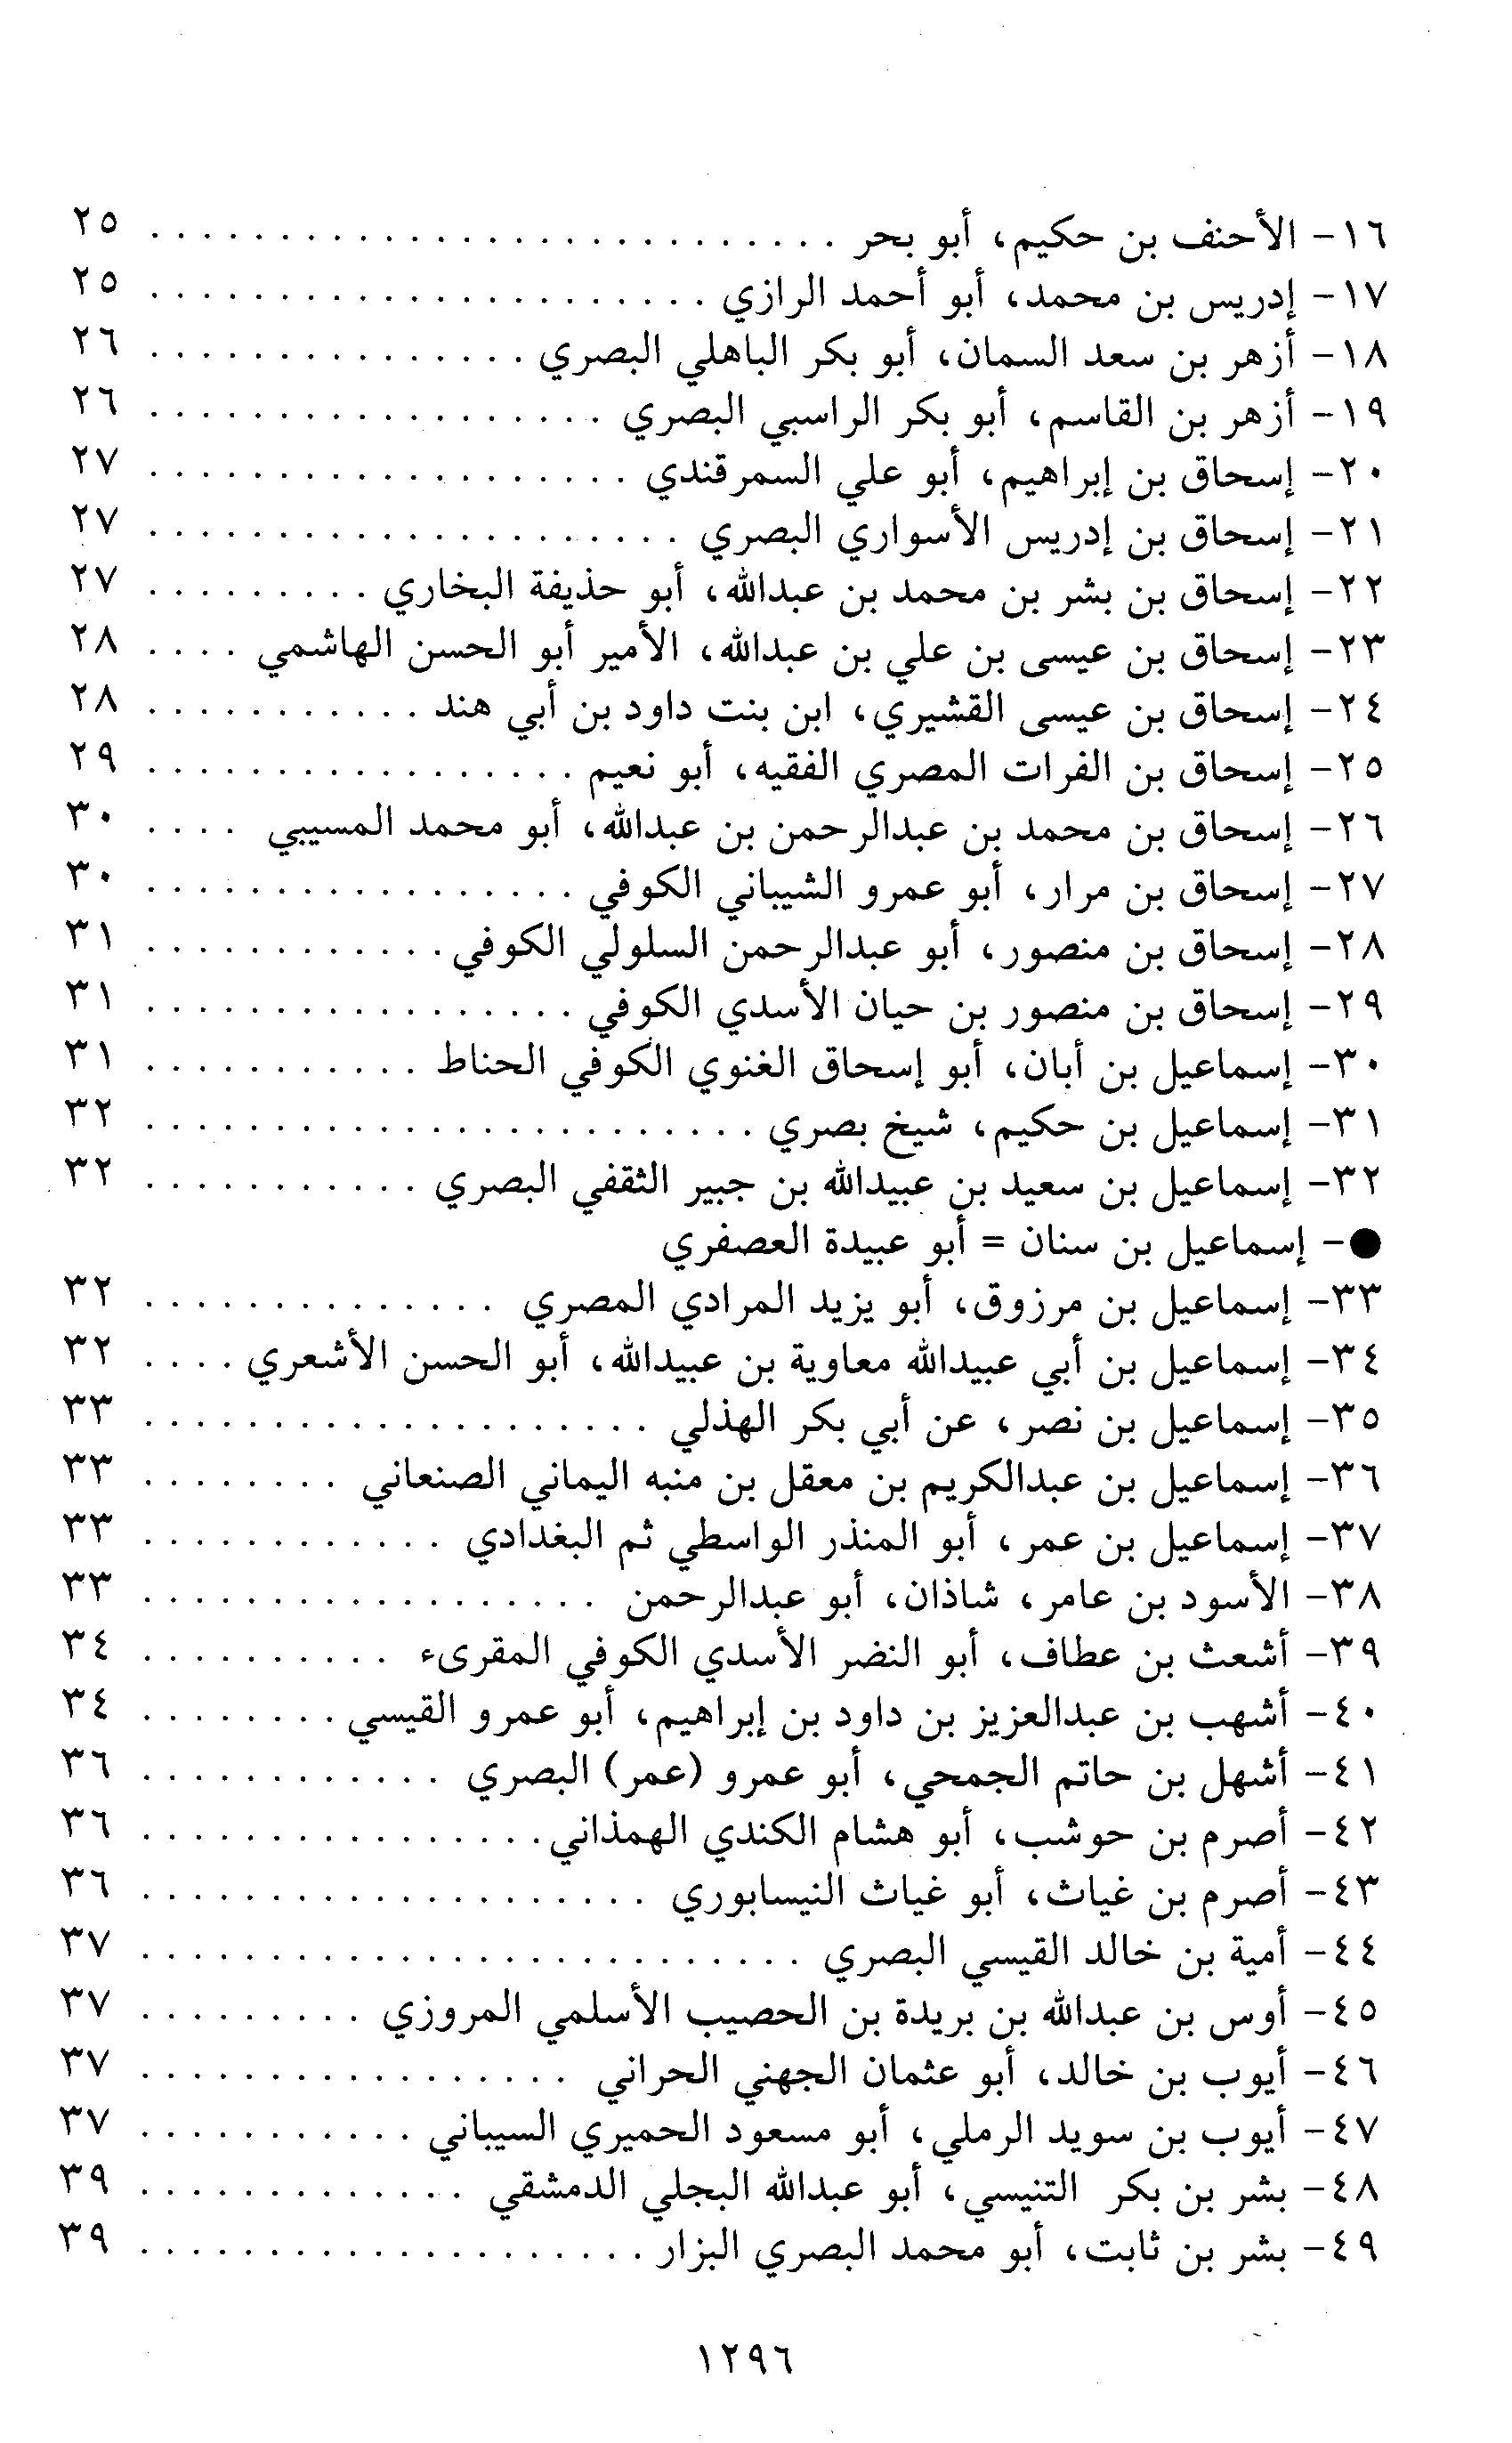 ١٦- الأحنف بن حكيم، أبو بحر . . . . . . . . . . . . . . . . . . . . . . . . . . . ٢٥
١٧- إدريس بن محمد، أبو أحمد الرازي . . . . . . . . . . . . . . . . . . . . . . ٢٥
١٨- أزهر بن سعد السمان، أبو بكر الباهلي البصري . . . . . . . . . . . . . . . ٢٦
١٩- أزهر بن القاسم، أبو بكر الراسبي البصري . . . . . . . . . . . . . . . . . . ٢٦
٢٠- إسحاق بن إبراهيم، أبو علي السمرقندي . . . . . . . . . . . . . . . . . . . ٢٧
٢١- إسحاق بن إدريس الأسواري البصري . . . . . . . . . . . . . . . . . . . . . ٢٧
٢٢- إسحاق بن بشر بن محمد بن عبدالله، أبو حذيفة البخاري . . . . . . . . . ٢٧
٢٣- إسحاق بن عيسى بن علي بن عبدالله، الأمير أبو الحسن الهاشمي . . . . ٢٨
٢٤- إسحاق بن عيسى القشيري، ابن بنت داود بن أبي هند . . . . . . . . . . . ٢٨
٢٥- إسحاق بن الفرات المصري الفقيه، أبو نعيم . . . . . . . . . . . . . . . . . ٢٩
٢٦- إسحاق بن محمد بن عبدالرحمن بن عبدالله، أبو محمد المسيبي . . . . ٣٠
٢٧- إسحاق بن مرار، أبو عمرو الشيباني الكوفي . . . . . . . . . . . . . . . . . ٣٠
٢٨- إسحاق بن منصور، أبو عبدالرحمن السلولي الكوفي . . . . . . . . . . . . ٣١
٢٩- إسحاق بن منصور بن حيان الأسدي الكوفي . . . . . . . . . . . . . . . . . ٣١
٣٠- إسماعيل بن أبان، أبو إسحاق الغنوي الكوفي الحناط . . . . . . . . . . . ٣١
٣١- إسماعيل بن حكيم، شيخ بصري . . . . . . . . . . . . . . . . . . . . . . . . ٣٢
٣٢- إسماعيل بن سعيد بن عبيدالله بن جبير الثقفي البصري . . . . . . . . . . . ٣٢
●- إسماعيل بن سنان = أبو عبيدة العصفري
٣٣- إسماعيل بن مرزوق، أبو يزيد المرادي المصري . . . . . . . . . . . . . . ٣٢
٣٤- إسماعيل بن أبي عبيدالله معاوية بن عبيدالله، أبو الحسن الأشعري . . . . ٣٢
٣٥- إسماعيل بن نصر، عن أبي بكر الهذلي . . . . . . . . . . . . . . . . . . . . ٣٣
٣٦- إسماعيل بن عبدالكريم بن معقل بن منبه اليماني الصنعاني . . . . . . . . ٣٣
٣٧- إسماعيل بن عمر، أبو المنذر الواسطي ثم البغدادي . . . . . . . . . . . . ٣٣
٣٨- الأسود بن عامر، شاذان، أبو عبدالرحمن . . . . . . . . . . . . . . . . . . ٣٣
٣٩- أشعث بن عطاف، أبو النضر الأسدي الكوفي المقرىء . . . . . . . . . . ٣٤
٤٠- أشهب بن عبدالعزيز بن داود بن إبراهيم، أبو عمرو القيسي . . . . . . . . ٣٤
٤١- أشهل بن حاتم الجمحي، أبو عمرو (عمر) البصري . . . . . . . . . . . . ٣٦
٤٢- أصرم بن حوشب، أبو هشام الكندي الهمذاني . . . . . . . . . . . . . . . . ٣٦
٤٣- أصرم بن غياث، أبو غياث النيسابوري . . . . . . . . . . . . . . . . . . . . ٣٦
٤٤- أمية بن خالد القيسي البصري . . . . . . . . . . . . . . . . . . . . . . . . . . ٣٧
٤٥- أوس بن عبدالله بن بريدة بن الحصيب الأسلمي المروزي . . . . . . . . . ٣٧
٤٦- أيوب بن خالد، أبو عثمان الجهني الحراني . . . . . . . . . . . . . . . . . ٣٧
٤٧- أيوب بن سويد الرملي، أبو مسعود الحميري السيباني . . . . . . . . . . . ٣٧
٤٨- بشر بن بكر التنيسي، أبو عبدالله البجلي الدمشقي . . . . . . . . . . . . . ٣٩
٤٩- بشر بن ثابت، أبو محمد البصري البزار . . . . . . . . . . . . . . . . . . . . ٣٩
١٢٩٦